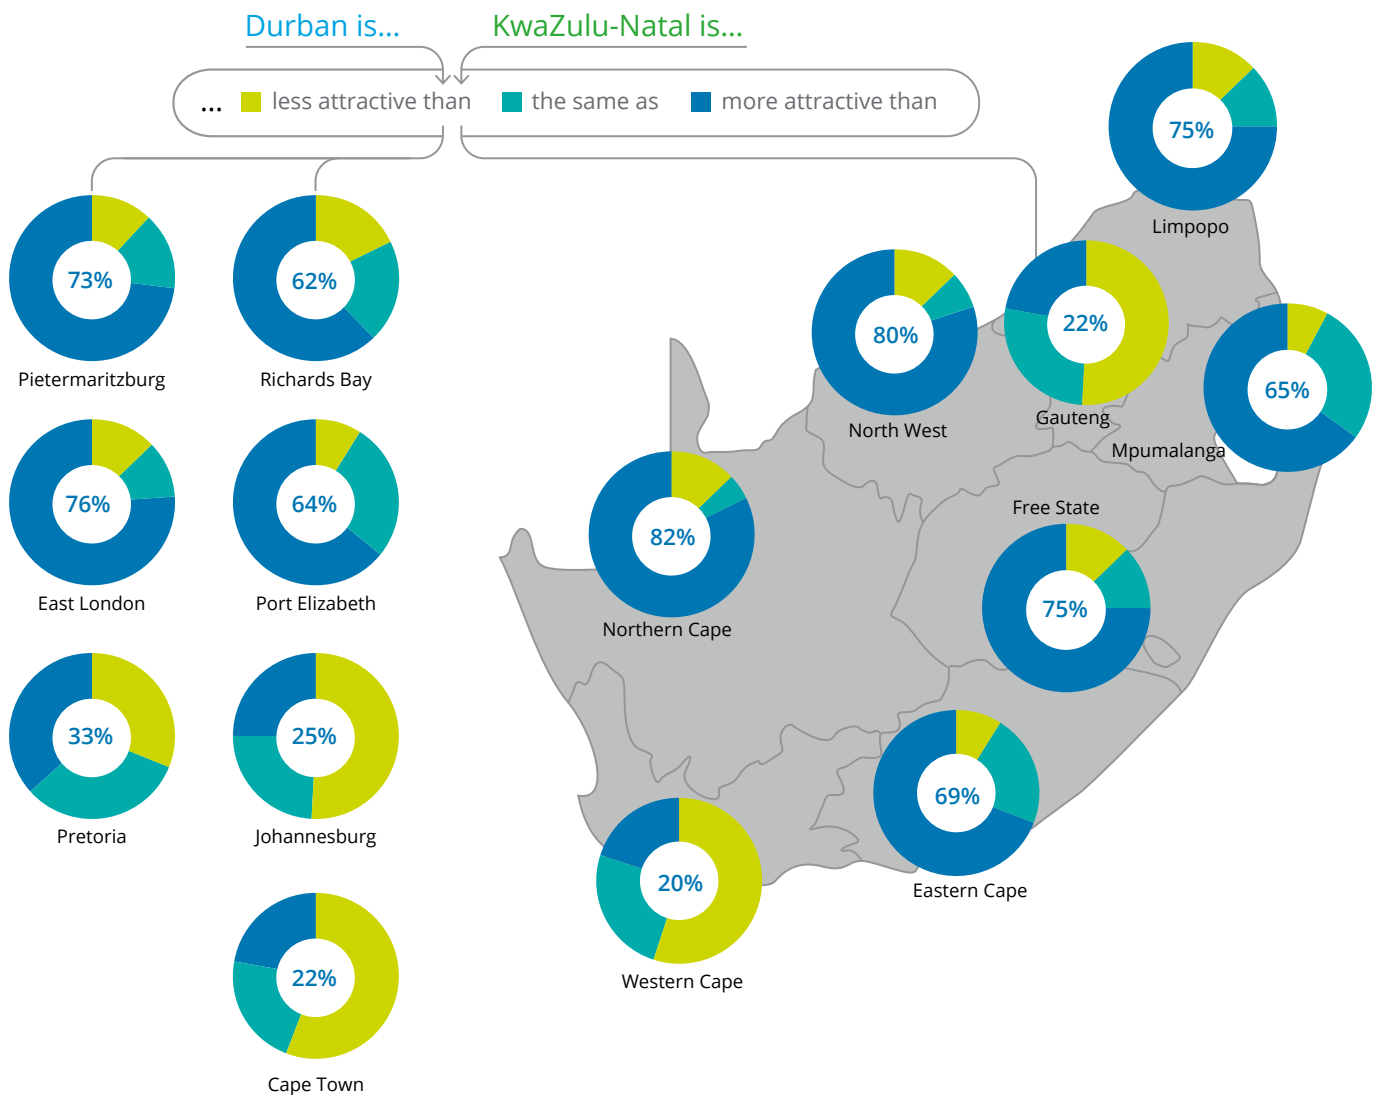 Durban is...
KwaZulu-Natal is...
... less attractive than the same as more attractive than
73%
Pietermaritzburg
62%
Richards Bay
76%
East London
64%
Port Elizabeth
33%
Pretoria
25%
Johannesburg
22%
Cape Town
75%
Limpopo
80%
North West
22%
Gauteng
65%
Mpumalanga
82%
Northern Cape
Free State
75%
69%
Eastern Cape
20%
Western Cape